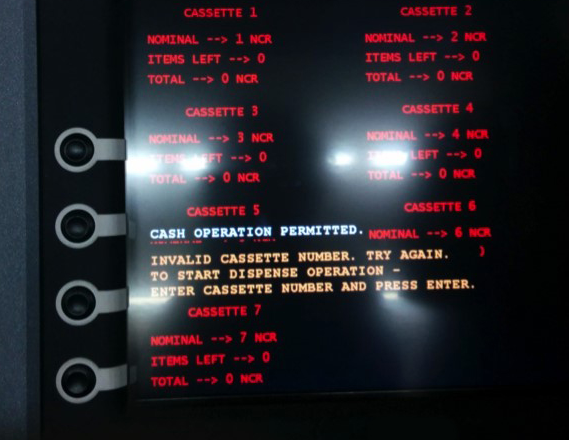 CASSETTE 1
NOMINAL --> 1 NCR
ITEMS LEFT --> 0
TOTAL --> 0 NCR
CASSETTE 2
NOMINAL --> 2 NCR
ITEMS LEFT --> 0
TOTAL --> 0 NCR
CASSETTE 3
NOMINAL --> 3 NCR
ITEMS LEFT --> 0
TOTAL --> 0 NCR
CASSETTE 4
NOMINAL --> 4 NCR
ITEMS LEFT --> 0
TOTAL --> 0 NCR
CASSETTE 5
CASSETTE 6
CASH OPERATION PERMITTED.
NOMINAL --> 6 NCR
INVALID CASSETTE NUMBER. TRY AGAIN.
TO START DISPENSE OPERATION -
ENTER CASSETTE NUMBER AND PRESS ENTER.
CASSETTE 7
NOMINAL --> 7 NCR
ITEMS LEFT --> 0
TOTAL --> 0 NCR